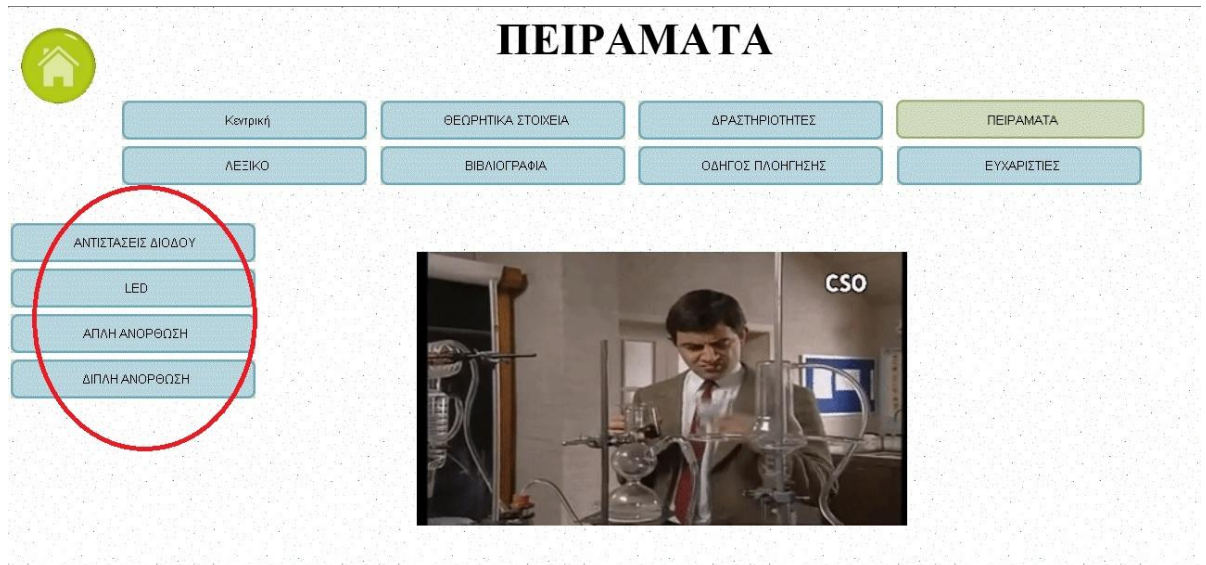 ΠΕΙΡΑΜΑΤΑ
Κεντρική ΘΕΩΡΗΤΙΚΑ ΣΤΟΙΧΕΙΑ ΔΡΑΣΤΗΡΙΟΤΗΤΕΣ ΠΕΙΡΑΜΑΤΑ
ΛΕΞΙΚΟ ΒΙΒΛΙΟΓΡΑΦΙΑ ΟΔΗΓΟΣ ΠΛΟΗΓΗΣΗΣ ΕΥΧΑΡΙΣΤΙΕΣ
ΑΝΤΙΣΤΑΣΕΙΣ ΔΙΟΔΟΥ
LED
ΑΠΛΗ ΑΝΟΡΘΩΣΗ
ΔΙΠΛΗ ΑΝΟΡΘΩΣΗ
CSO